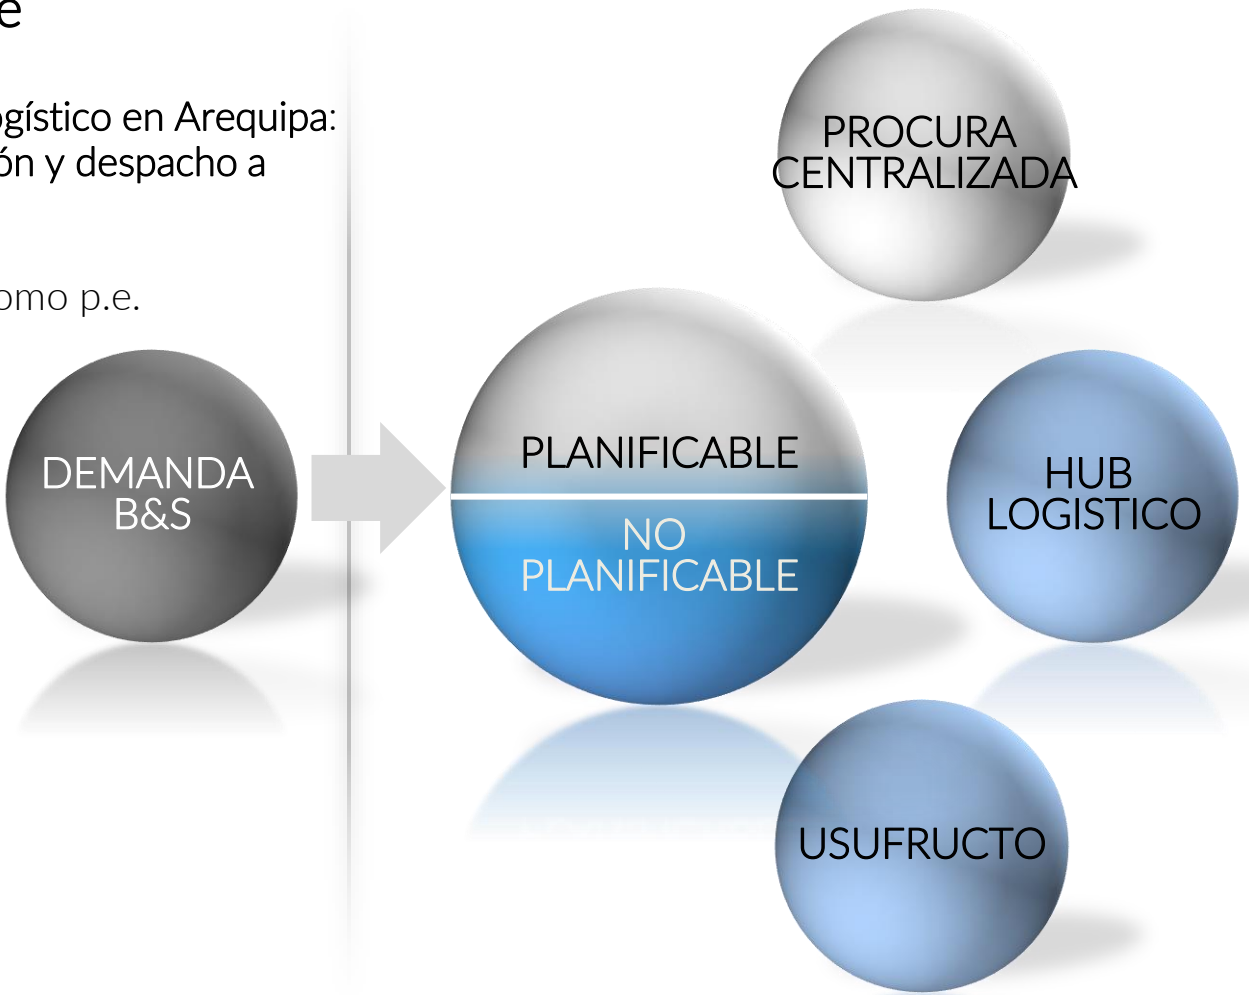 e
ogístico en Arequipa:
ón y despacho a
omo p.e.
DEMANDA
B&S
PLANIFICABLE
NO
PLANIFICABLE
PROCURA
CENTRALIZADA
HUB
LOGISTICO
USUFRUCTO